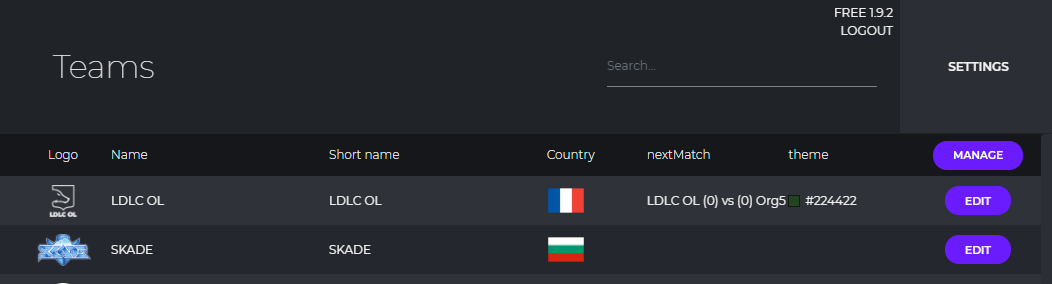 FREE 1.9.2
LOGOUT
Teams
Search...
SETTINGS
Logo Name Short name Country nextMatch theme MANAGE
LDLC OL LDLC OL LDLC OL LDLC OL (0) vs (0) Org5 #224422 EDIT
SKADE SKADE EDIT